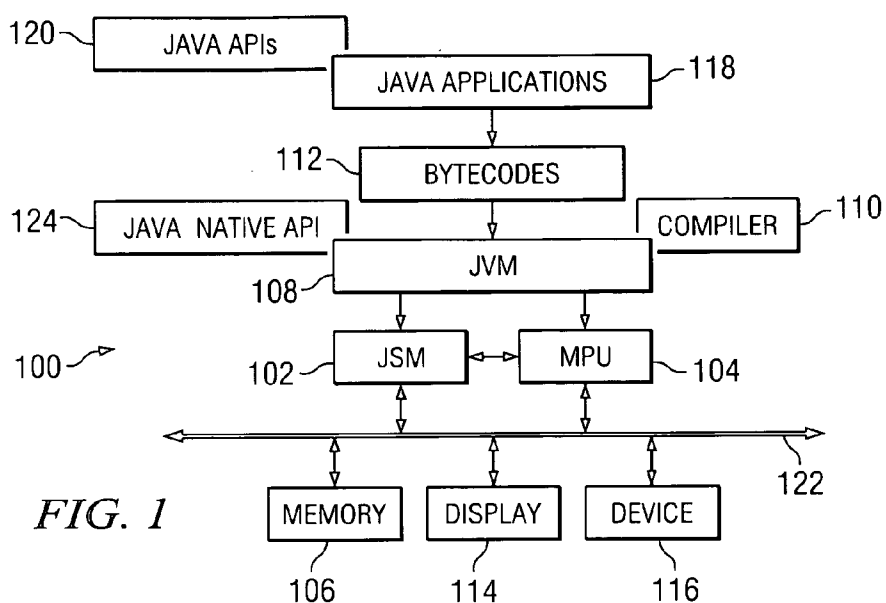 120
JAVA APIs
JAVA APPLICATIONS
118
112
BYTECODES
124
JAVA NATIVE API
COMPILER
110
JVM
108
100
JSM
102
MPU
104
122
FIG. 1
MEMORY
DISPLAY
DEVICE
106
114
116